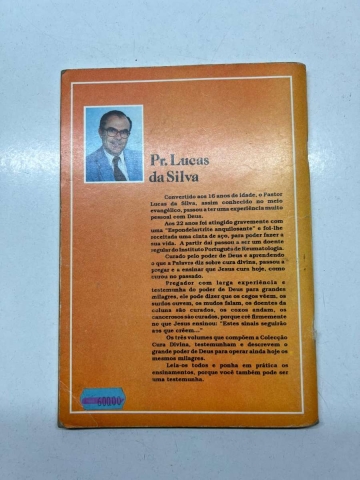 Pr. Lucas
da Silva
Convertido aos 16 anos de idade, o Pastor
Lucas da Silva, assim conhecido no meio
evangélico, passou a ter uma experiência muito
pessoal com Deus.
Aos 22 anos foi atingido gravemente com
uma "Espondelartrite anquilosante" e foi-lhe
receitada uma cinta de aço, para poder fazer a
sua vida. A partir daí passou a ser um doente
regular do Instituto Português de Reumatologia.
Curado pelo poder de Deus e aprendendo
o que a Palavra diz sobre cura divina, passou a
pregar e a ensinar que Jesus cura hoje, como
curou no passado.
Pregador com larga experiência e
testemunha do poder de Deus para grandes
milagres, ele pode dizer que os cegos vêem, os
surdos ouvem, os mudos falam, os doentes da
coluna são curados, os coxos andam, os
cancerosos são curados, porque crê firmemente
no que Jesus ensinou: "Estes sinais seguirão
aos que crêem..."
Os três volumes que compõem a Colecção
Cura Divina, testemunham e descrevem o
grande poder de Deus para operar ainda hoje os
mesmos milagres.
Leia-os todos e ponha em prática os
ensinamentos, porque você também pode ser
uma testemunha.